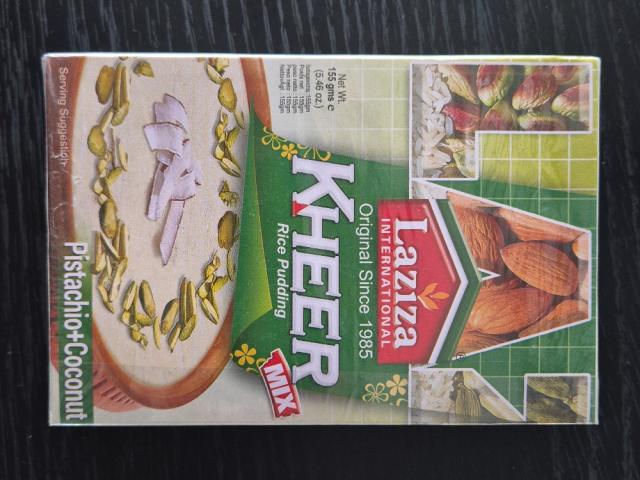 Laziza
INTERNATIONAL
Original Since 1985
KHEER
Rice Pudding
MIX
Net Wt.
155 gms e
(5.46 oz.)
Pistachio+Coconut
Serving Suggestion